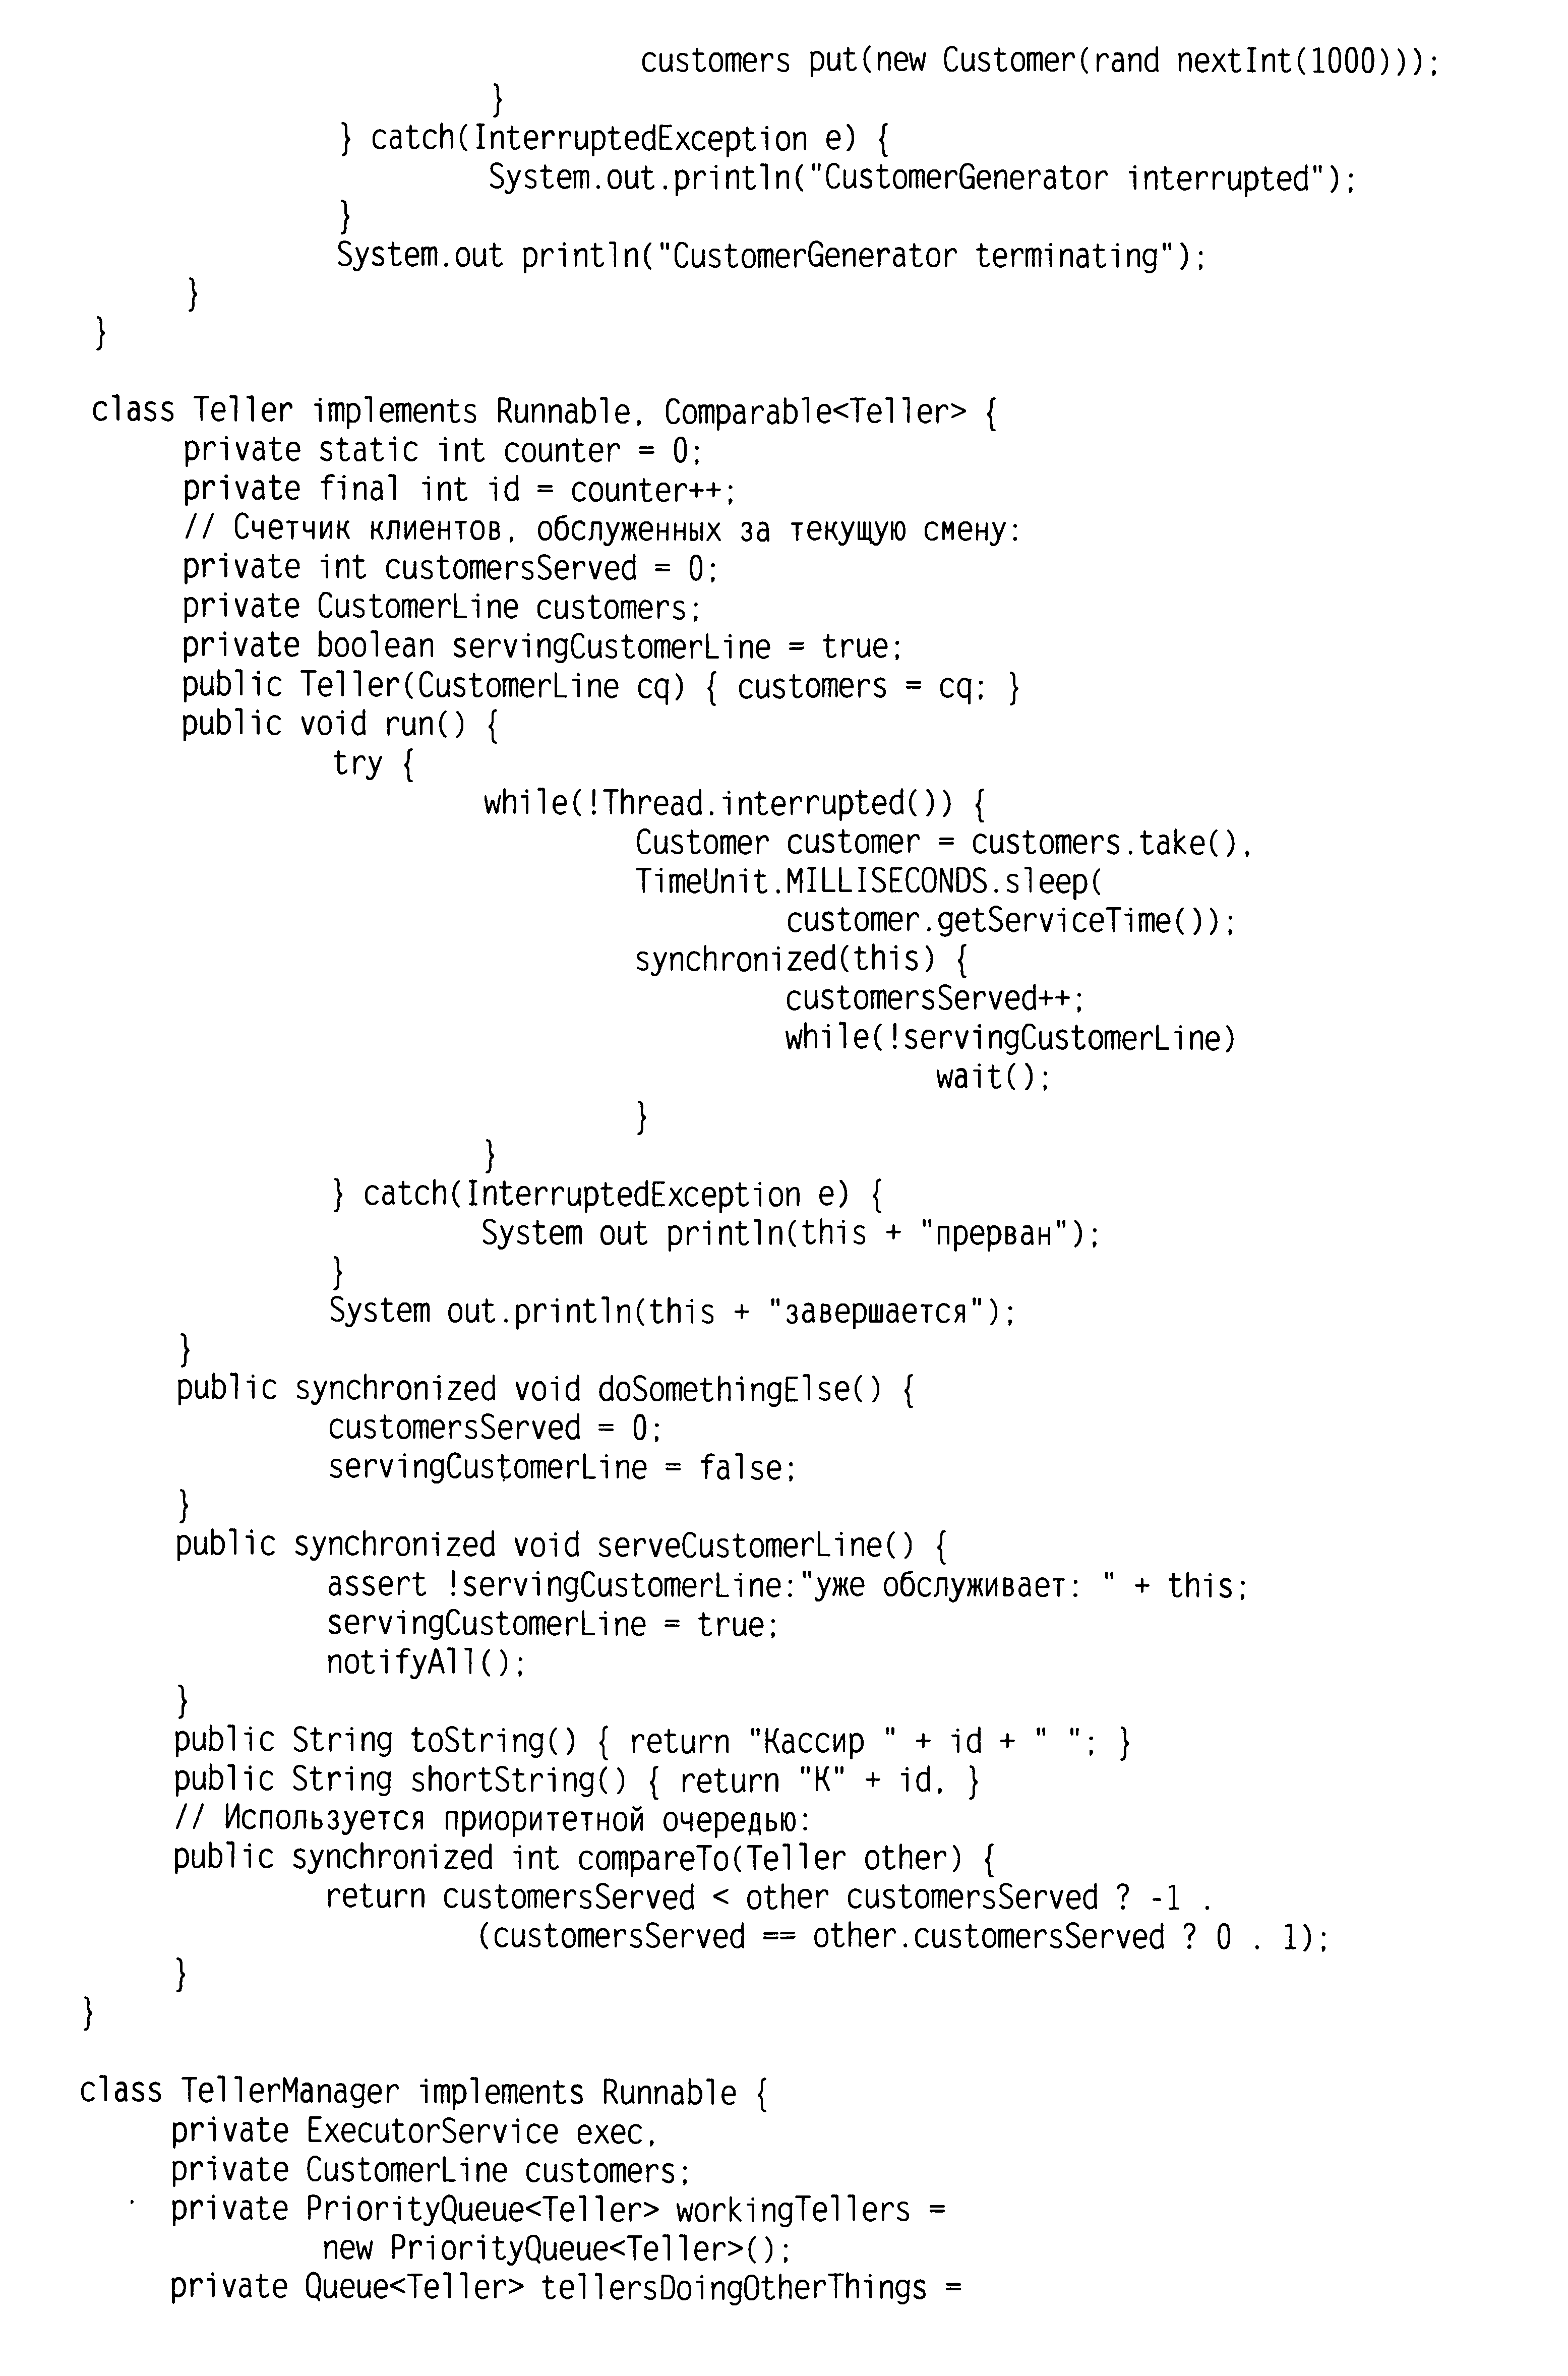 customers put(new Customer(rand nextInt(1000)));
}
} catch(InterruptedException e) {
System.out.println("CustomerGenerator interrupted");
}
System.out println("CustomerGenerator terminating");
}
}
class Teller implements Runnable, Comparable<Teller> {
private static int counter = 0;
private final int id = counter++;
// Счетчик клиентов, обслуженных за текущую смену:
private int customersServed = 0;
private CustomerLine customers;
private boolean servingCustomerLine = true;
public Teller(CustomerLine cq) { customers = cq; }
public void run() {
try {
while(!Thread.interrupted()) {
Customer customer = customers.take(),
TimeUnit.MILLISECONDS.sleep(
customer.getServiceTime());
synchronized(this) {
customersServed++;
while(!servingCustomerLine)
wait();
}
}
} catch(InterruptedException e) {
System out println(this + "прерван");
}
System out.println(this + "завершается");
}
public synchronized void doSomethingElse() {
customersServed = 0;
servingCustomerLine = false;
}
public synchronized void serveCustomerLine() {
assert !servingCustomerLine:"уже обслуживает: " + this;
servingCustomerLine = true;
notifyAll();
}
public String toString() { return "Кассир " + id + " "; }
public String shortString() { return "К" + id, }
// Используется приоритетной очередью:
public synchronized int compareTo(Teller other) {
return customersServed < other customersServed ? -1 .
(customersServed == other.customersServed ? 0 . 1);
}
}
class TellerManager implements Runnable {
private ExecutorService exec,
private CustomerLine customers;
private PriorityQueue<Teller> workingTellers =
new PriorityQueue<Teller>();
private Queue<Teller> tellersDoingOtherThings =